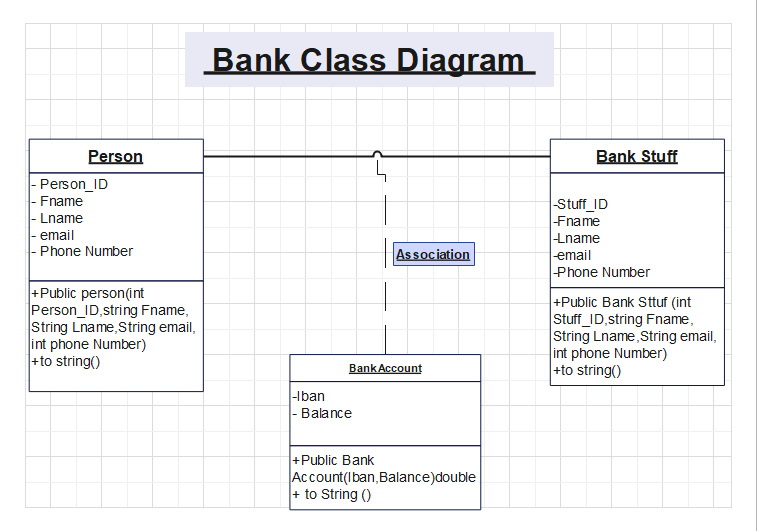 Bank Class Diagram
Person
- Person_ID
- Fname
- Lname
- email
- Phone Number
+Public person(int
Person_ID,string Fname,
String Lname,String email,
int phone Number)
+to string()
Association
BankAccount
-Iban
- Balance
+Public Bank
Account(Iban,Balance)double
+ to String ()
Bank Stuff
-Stuff_ID
-Fname
-Lname
-email
-Phone Number
+Public Bank Sttuf (int
Stuff_ID,string Fname,
String Lname,String email,
int phone Number)
+to string()